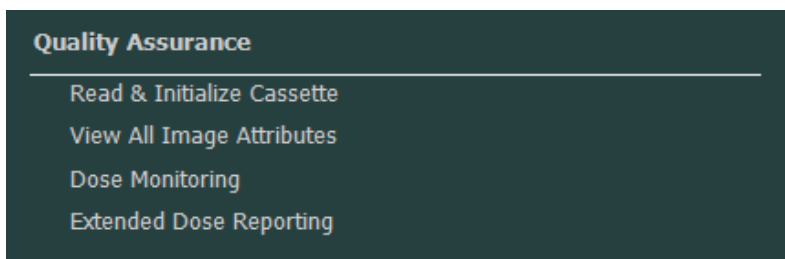 Quality Assurance
Read & Initialize Cassette
View All Image Attributes
Dose Monitoring
Extended Dose Reporting